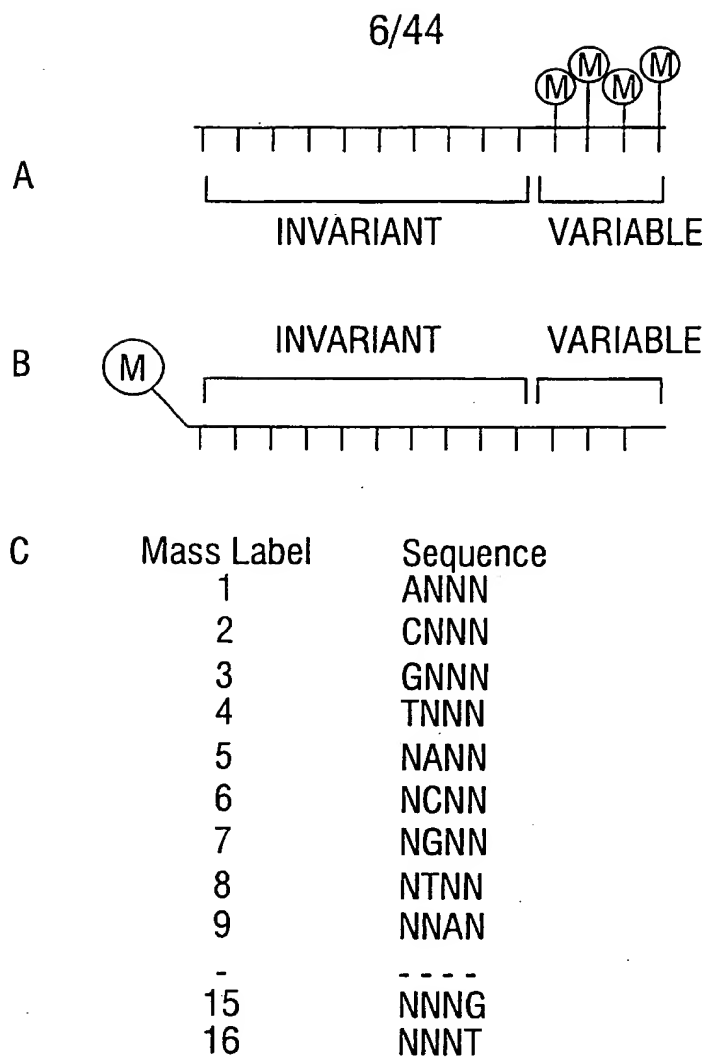 6/44
M M M M
A
INVARIANT VARIABLE
INVARIANT VARIABLE
B M
C Mass Label Sequence
1 ANNN
2 CNNN
3 GNNN
4 TNNN
5 NANN
6 NCNN
7 NGNN
8 NTNN
9 NNAN
- - - - -
15 NNNG
16 NNNT